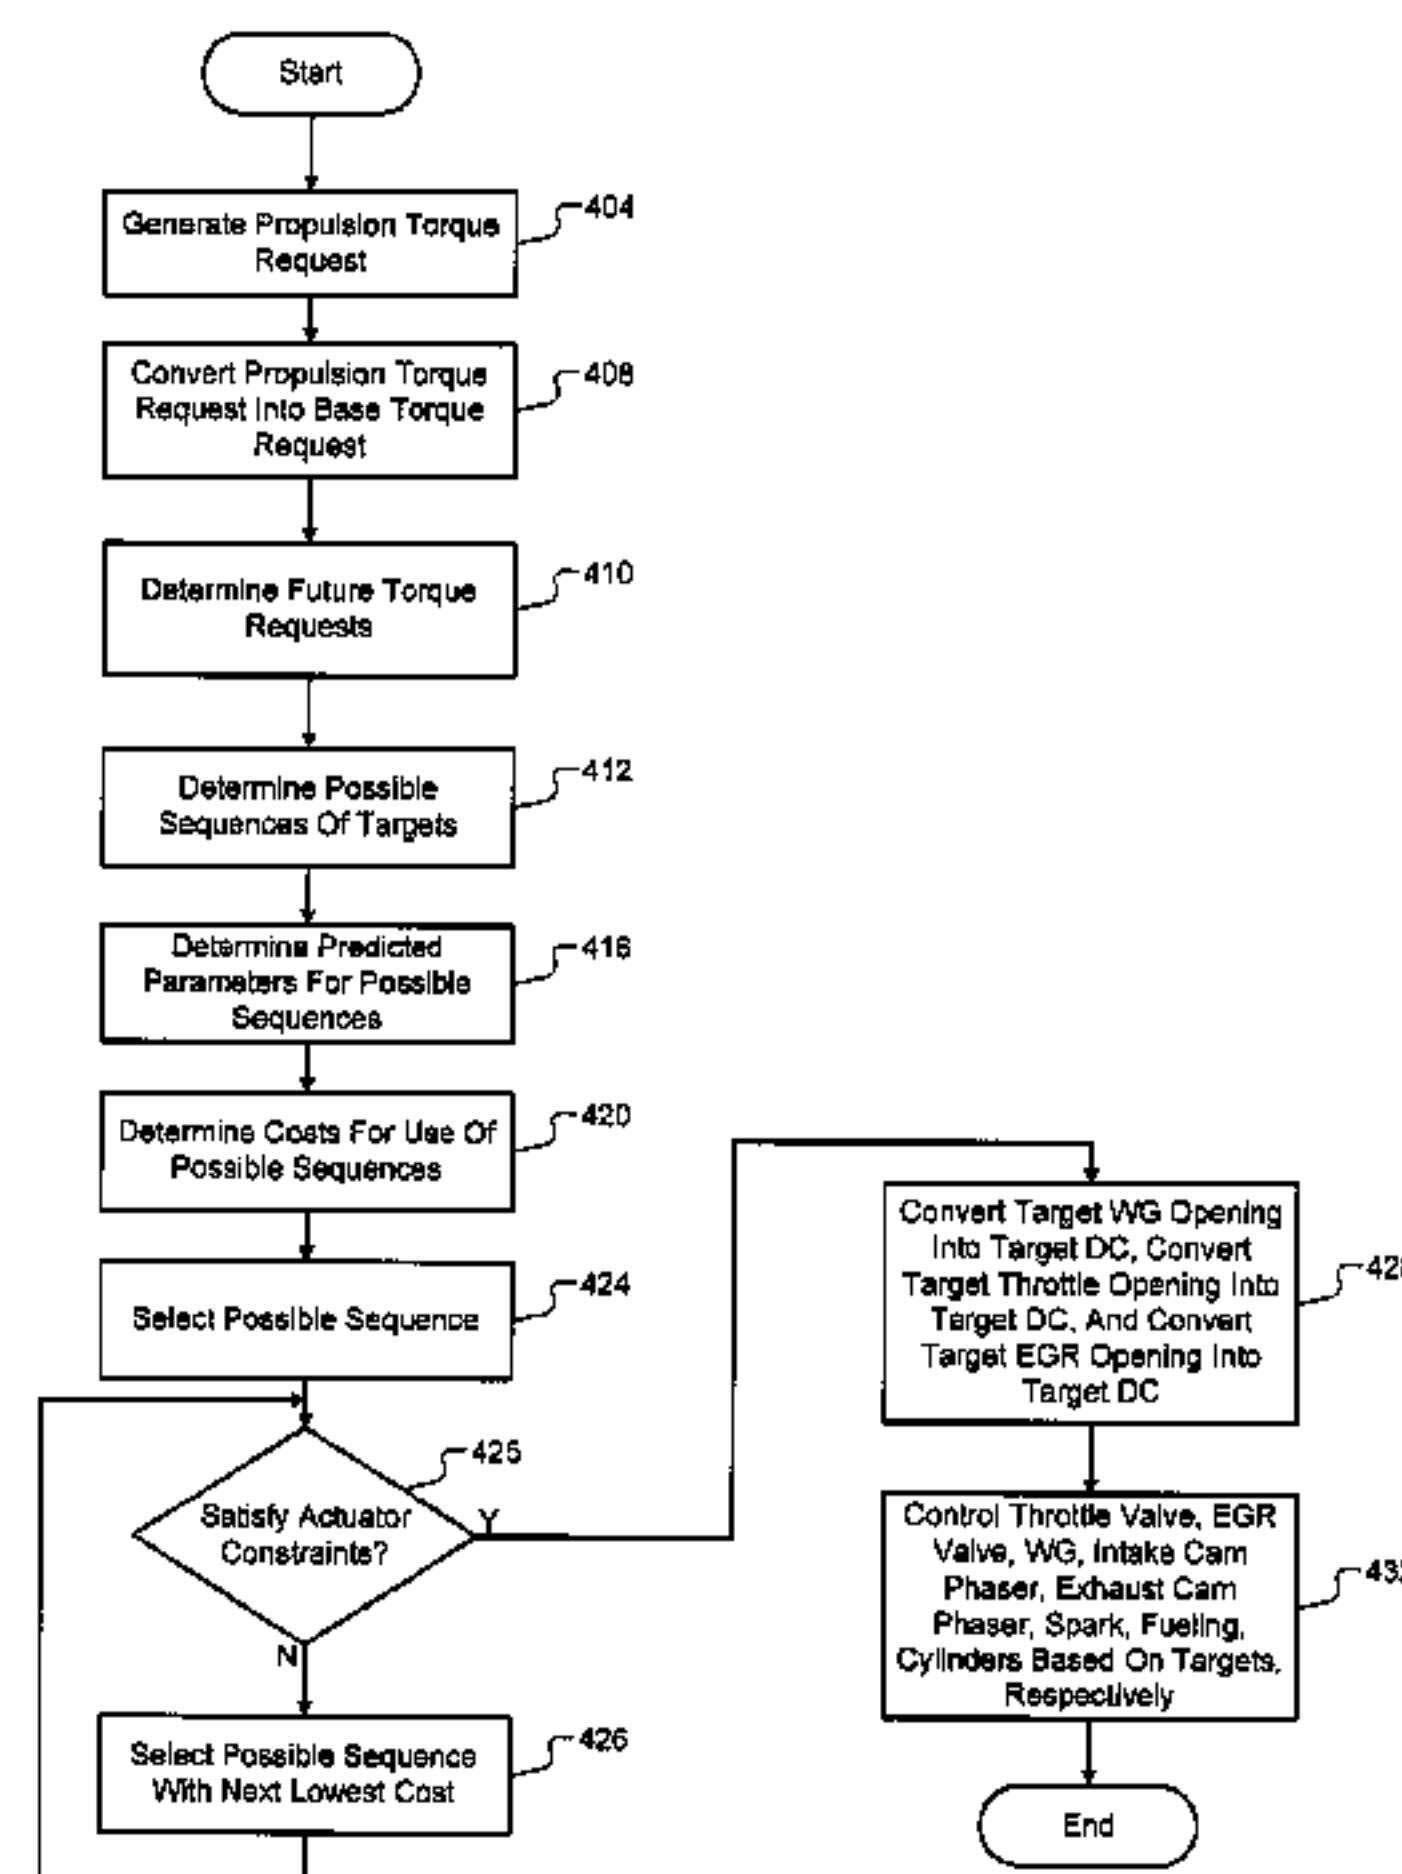 Start
Generate Propulsion Torque
Request
404
Convert Propulsion Torque
Request Into Base Torque
Request
408
Determine Future Torque
Requests
410
Determine Possible
Sequences Of Targets
412
Determine Predicted
Parameters For Possible
Sequences
416
Determine Costs For Use Of
Possible Sequences
420
Select Possible Sequence
424
Satisfy Actuator
Constraints?
425
Y
N
Select Possible Sequence
With Next Lowest Cost
426
Convert Target WG Opening
Into Target DC, Convert
Target Throttle Opening Into
Target DC, And Convert
Target EGR Opening Into
Target DC
Control Throttle Valve, EGR
Valve, WG, Intake Cam
Phaser, Exhaust Cam
Phaser, Spark, Fueling,
Cylinders Based On Targets,
Respectively
End